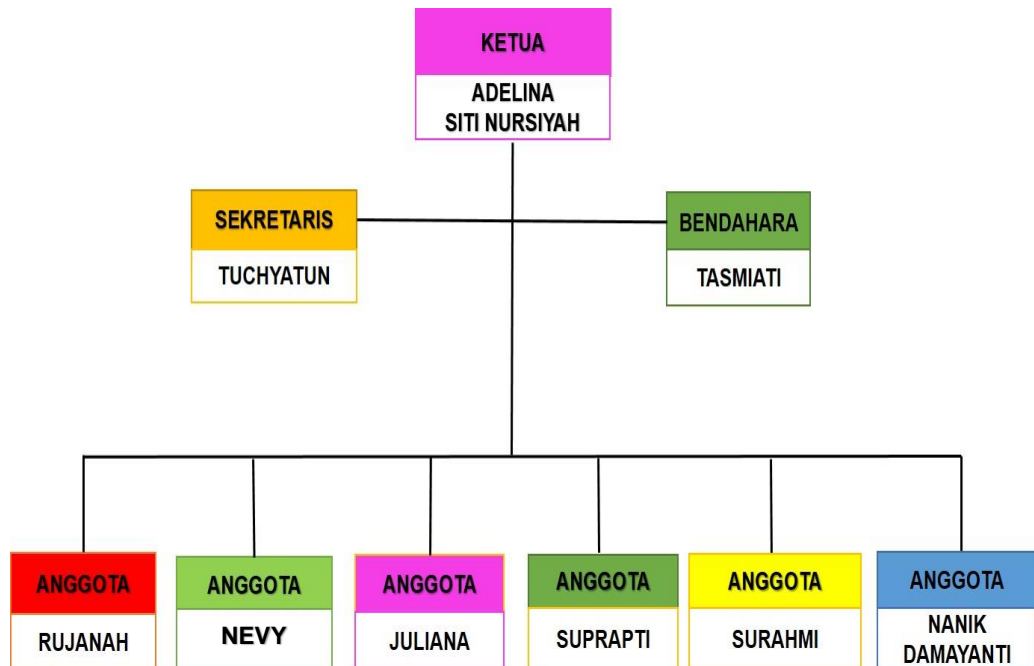 KETUA
ADELINA
SITI NURSIYAH
SEKRETARIS
TUCHYATUN
BENDAHARA
TASMIATI
ANGGOTA
RUJANAH
ANGGOTA
NEVY
ANGGOTA
JULIANA
ANGGOTA
SUPRAPTI
ANGGOTA
SURAHMI
ANGGOTA
NANIK
DAMAYANTI